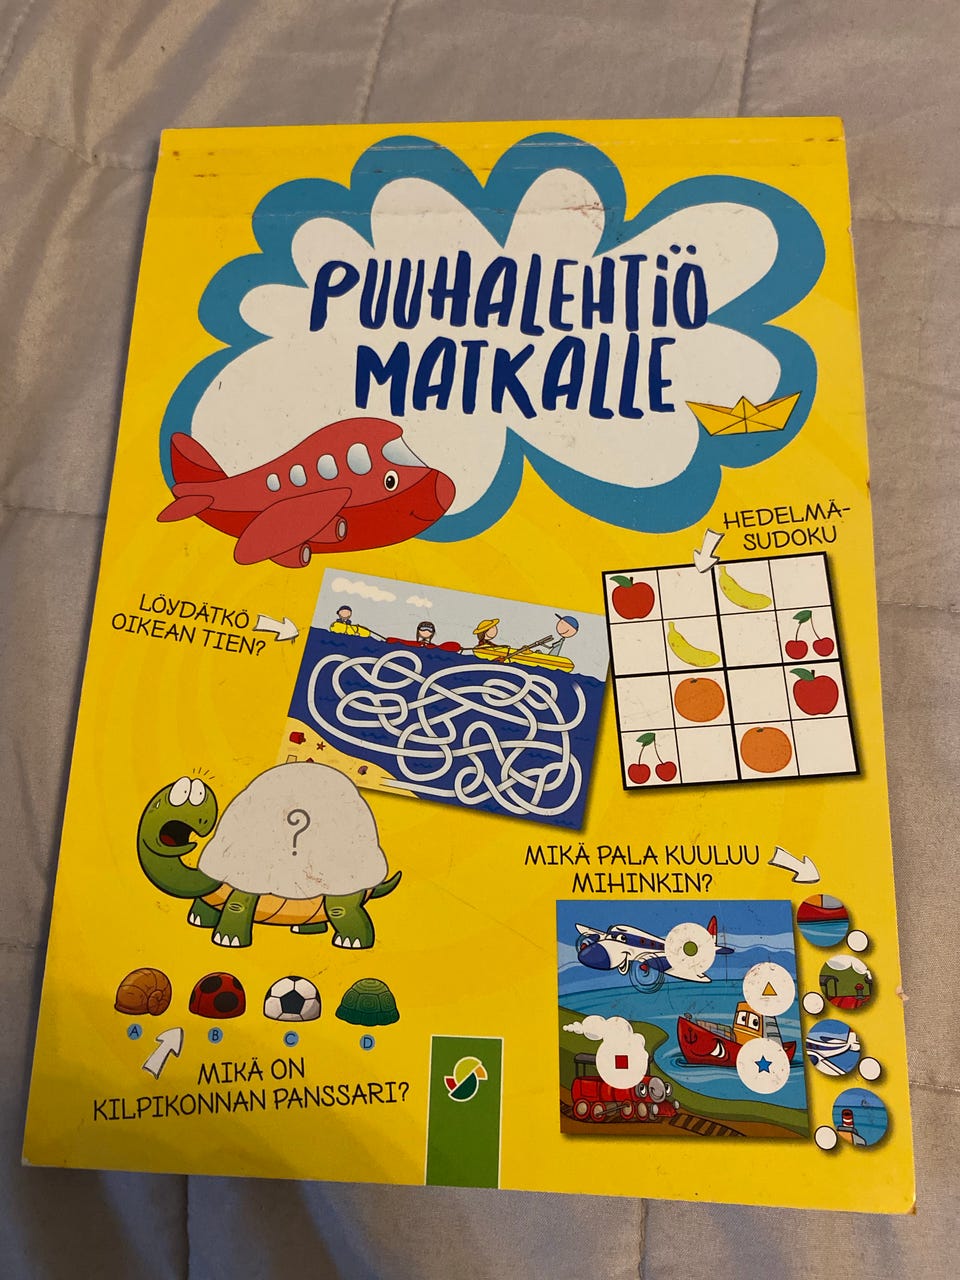 PUUHALEHTIÖ
MATKALLE
HEDELMÄ-
SUDOKU
LÖYDÄTKÖ
OIKEAN TIEN?
?
MIKÄ PALA KUULUU
MIHINKIN?
A B C D
MIKÄ ON
KILPIKONNAN PANSSARI?